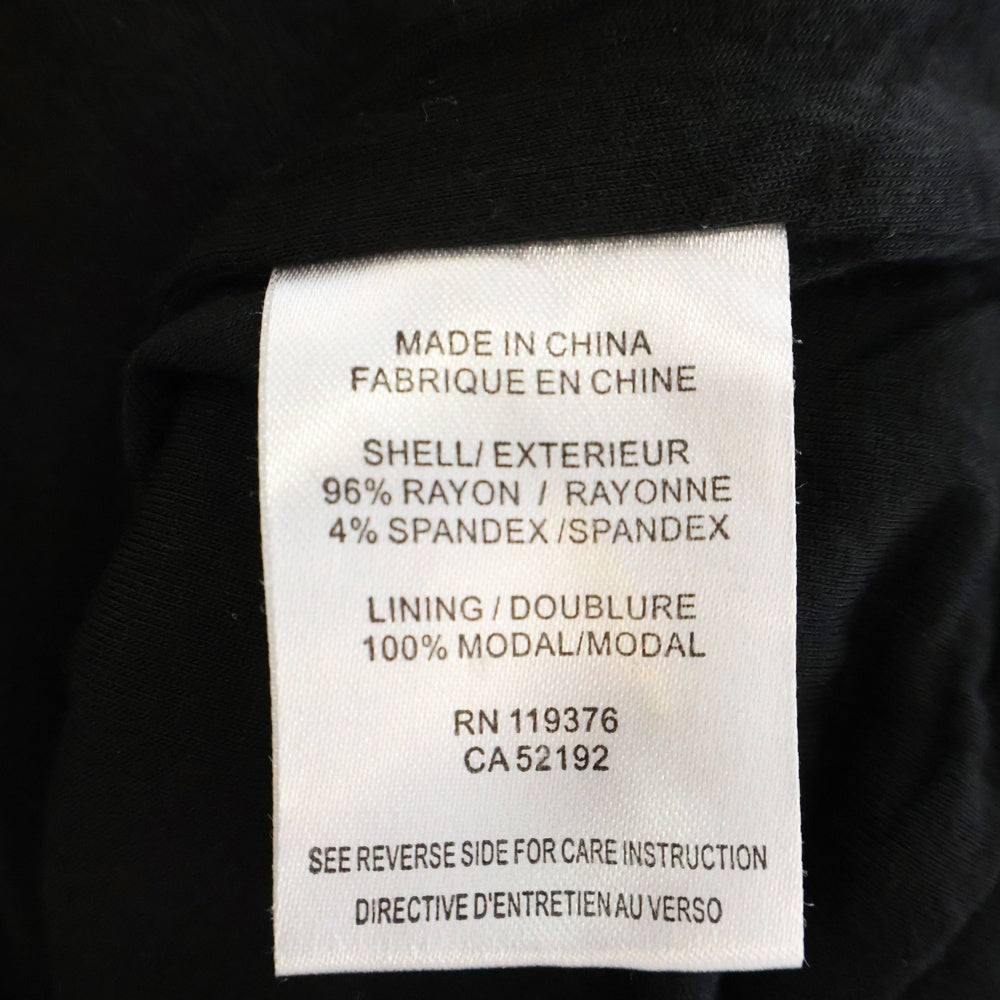 MADE IN CHINA
FABRIQUE EN CHINE
SHELL/ EXTERIEUR
96% RAYON / RAYONNE
4% SPANDEX /SPANDEX
LINING / DOUBLURE
100% MODAL/MODAL
RN 119376
CA 52192
SEE REVERSE SIDE FOR CARE INSTRUCTION
DIRECTIVE D'ENTRETIEN AU VERSO